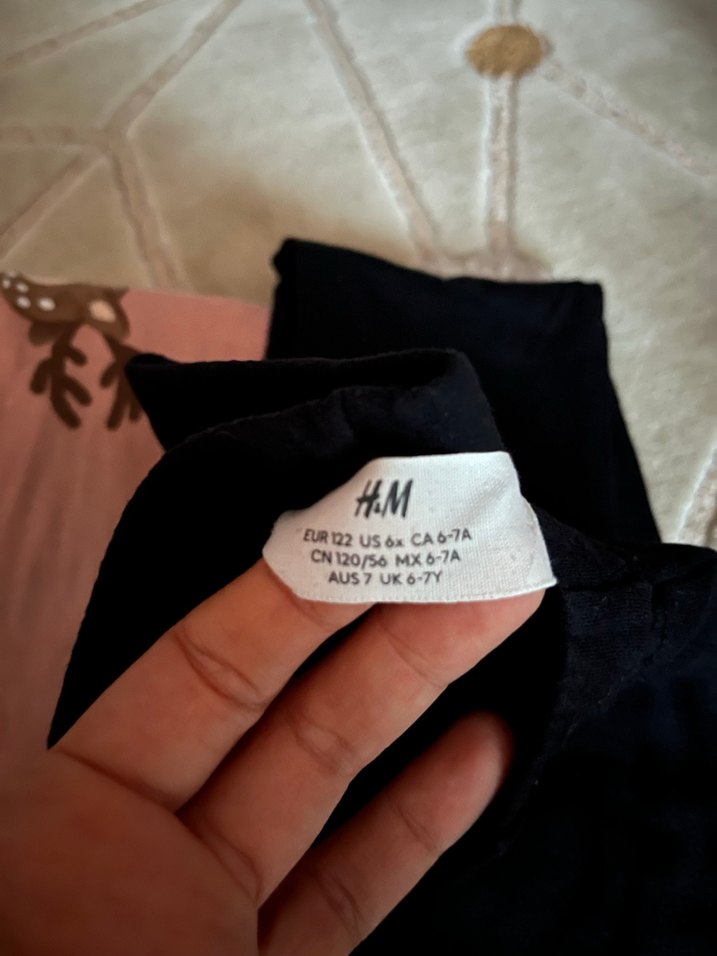 H&M
EUR 122 US 6x CA 6-7A
CN 120/56 MX 6-7A
AUS 7 UK 6-7Y